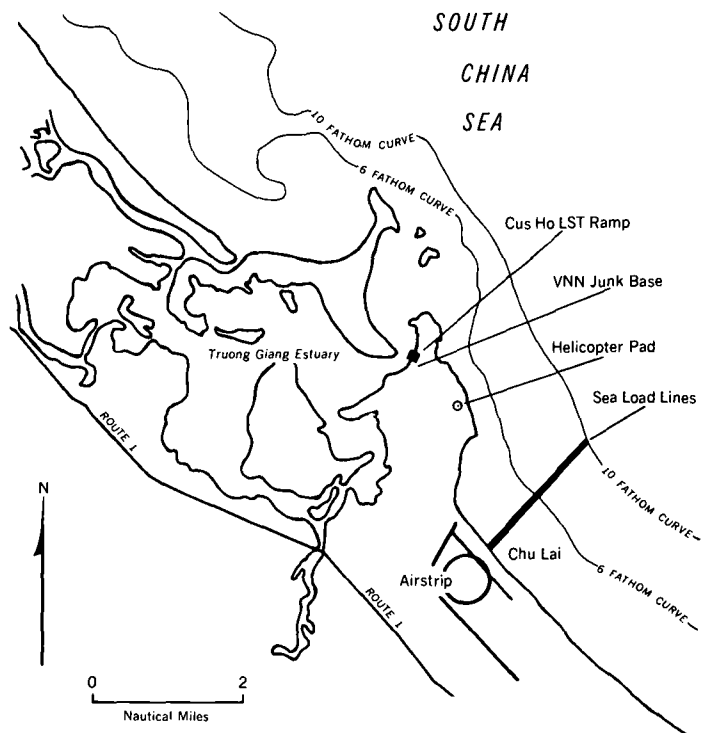 SOUTH
CHINA
SEA
10 FATHOM CURVE
6 FATHOM CURVE
Cus Ho LST Ramp
VNN Junk Base
Helicopter Pad
Sea Load Lines
Truong Giang Estuary
ROUTE 1
10 FATHOM CURVE
N
Chu Lai
6 FATHOM CURVE
Airstrip
ROUTE 1
0 2
Nautical Miles